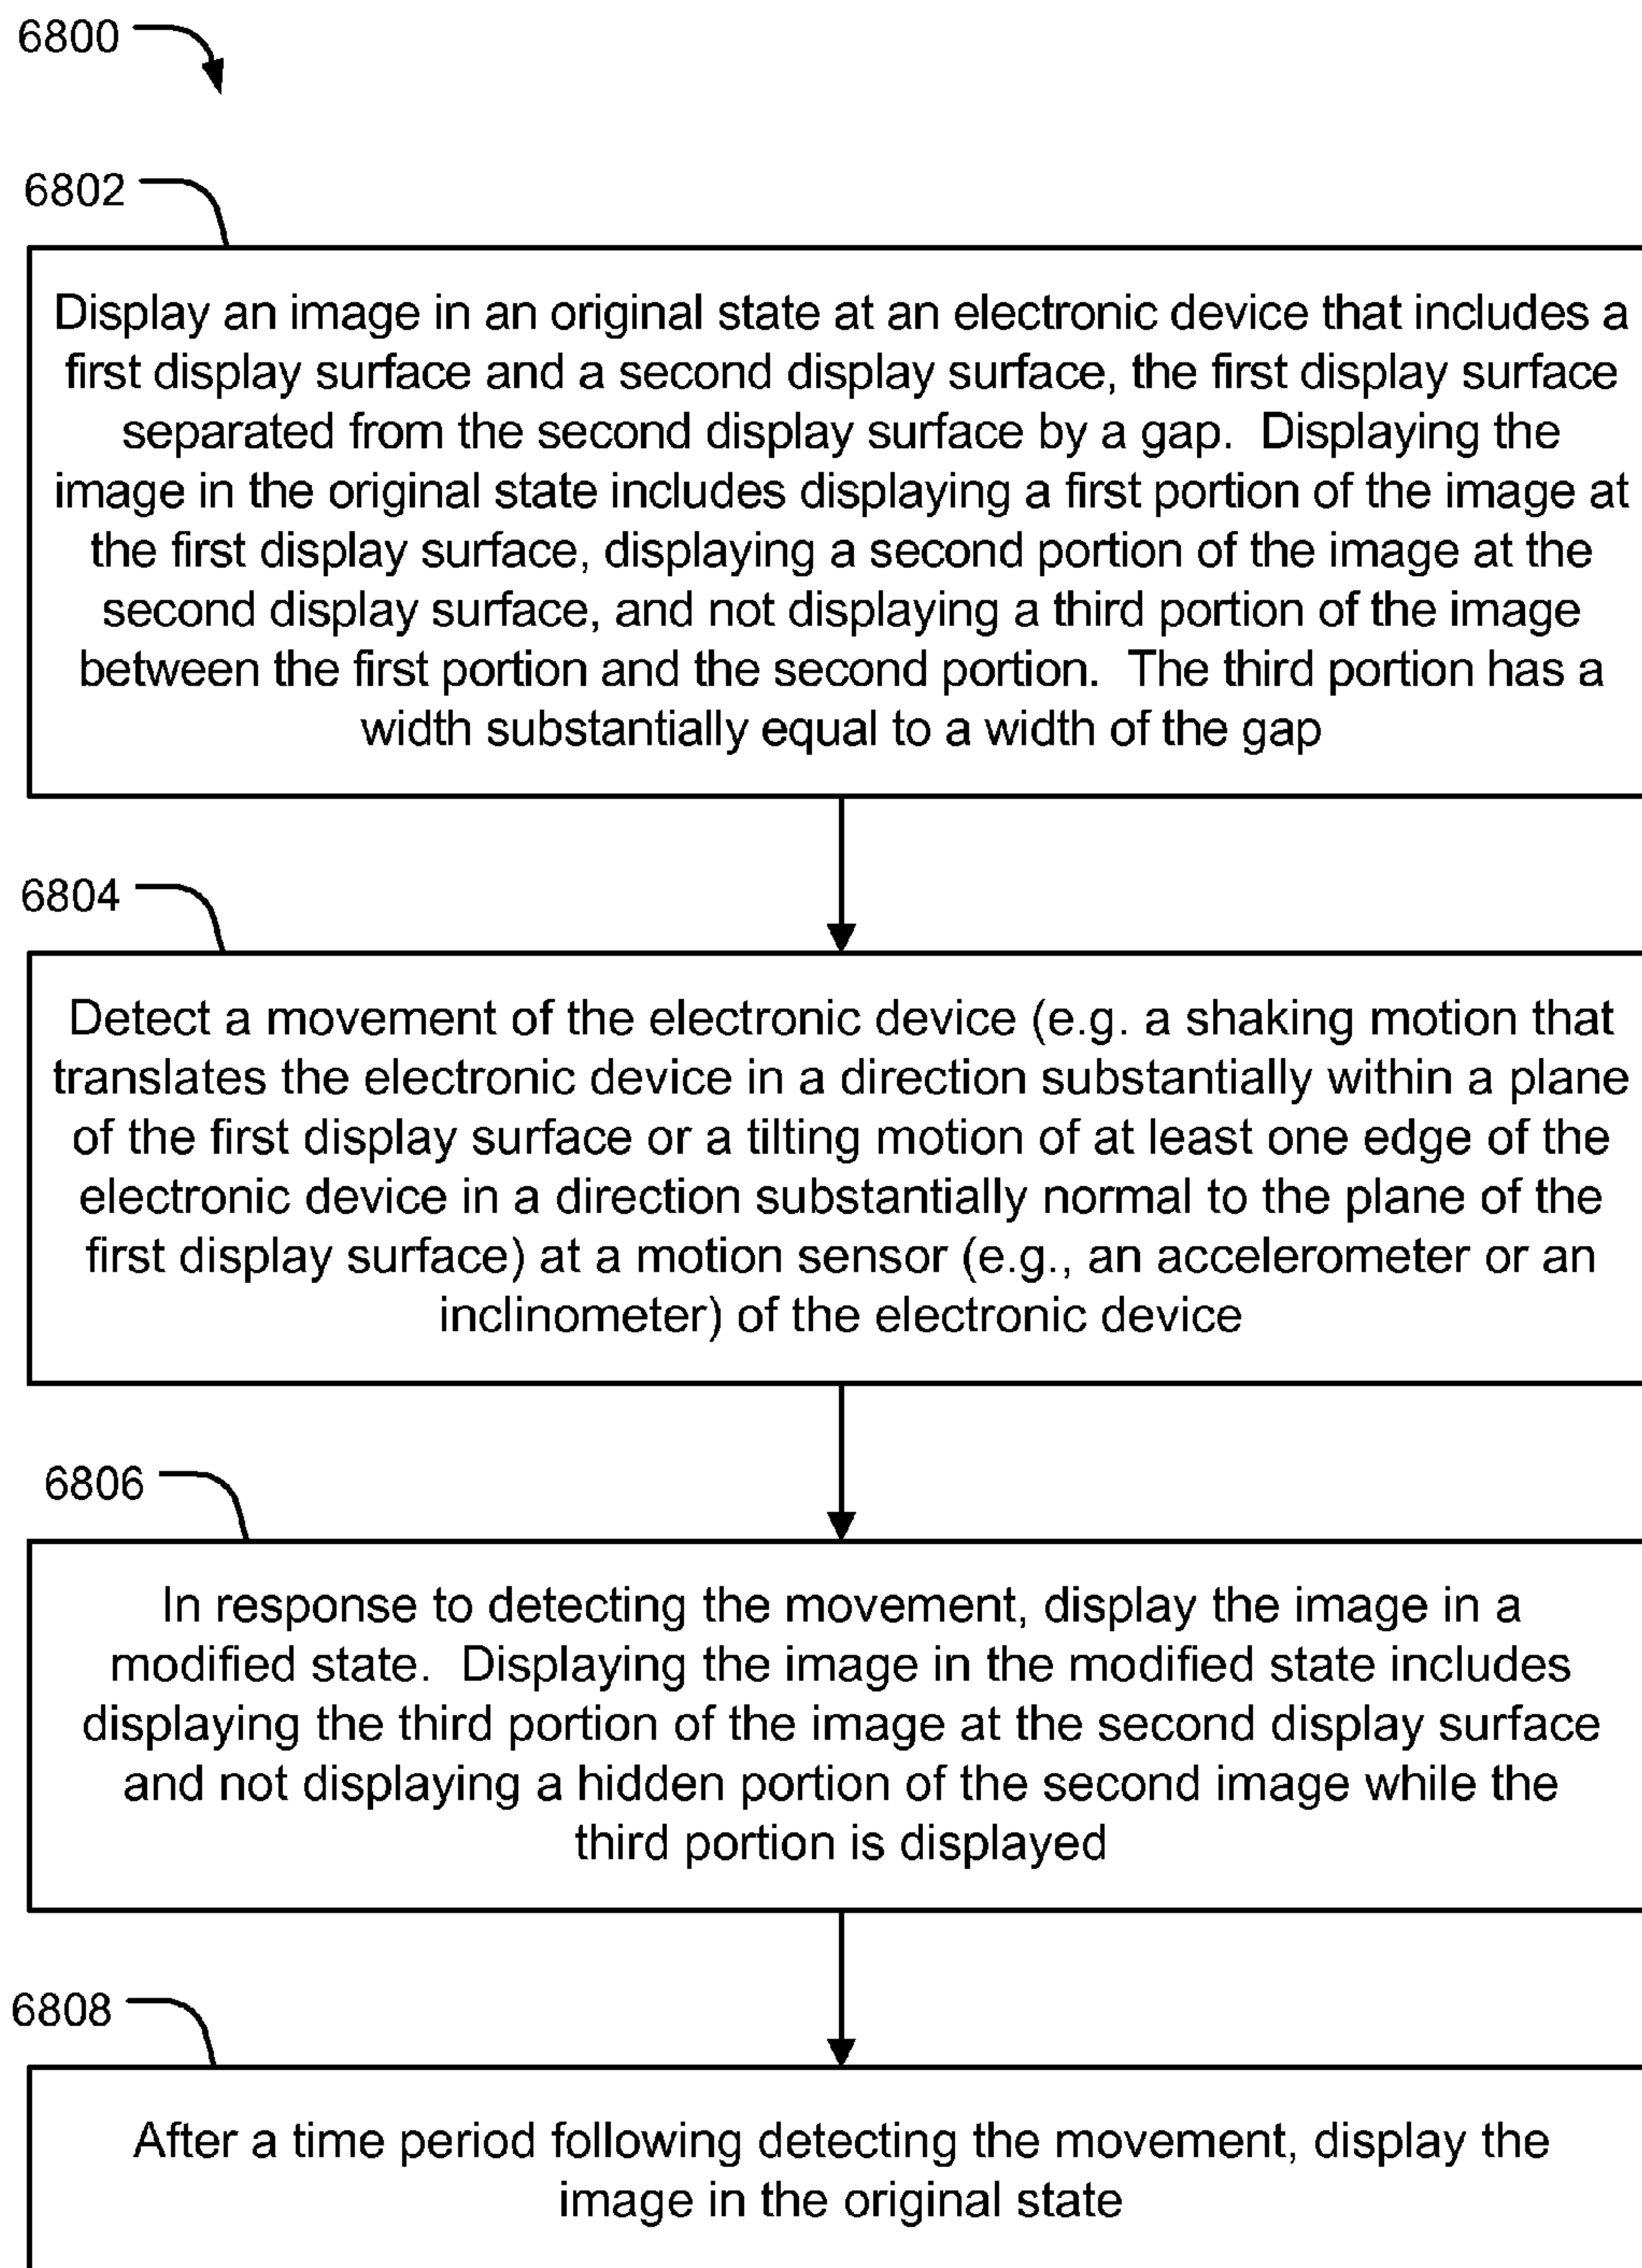 6800
6802
Display an image in an original state at an electronic device that includes a
first display surface and a second display surface, the first display surface
separated from the second display surface by a gap.  Displaying the
image in the original state includes displaying a first portion of the image at
the first display surface, displaying a second portion of the image at the
second display surface, and not displaying a third portion of the image
between the first portion and the second portion.  The third portion has a
width substantially equal to a width of the gap
6804
Detect a movement of the electronic device (e.g. a shaking motion that
translates the electronic device in a direction substantially within a plane
of the first display surface or a tilting motion of at least one edge of the
electronic device in a direction substantially normal to the plane of the
first display surface) at a motion sensor (e.g., an accelerometer or an
inclinometer) of the electronic device
6806
In response to detecting the movement, display the image in a
modified state.  Displaying the image in the modified state includes
displaying the third portion of the image at the second display surface
and not displaying a hidden portion of the second image while the
third portion is displayed
6808
After a time period following detecting the movement, display the
image in the original state